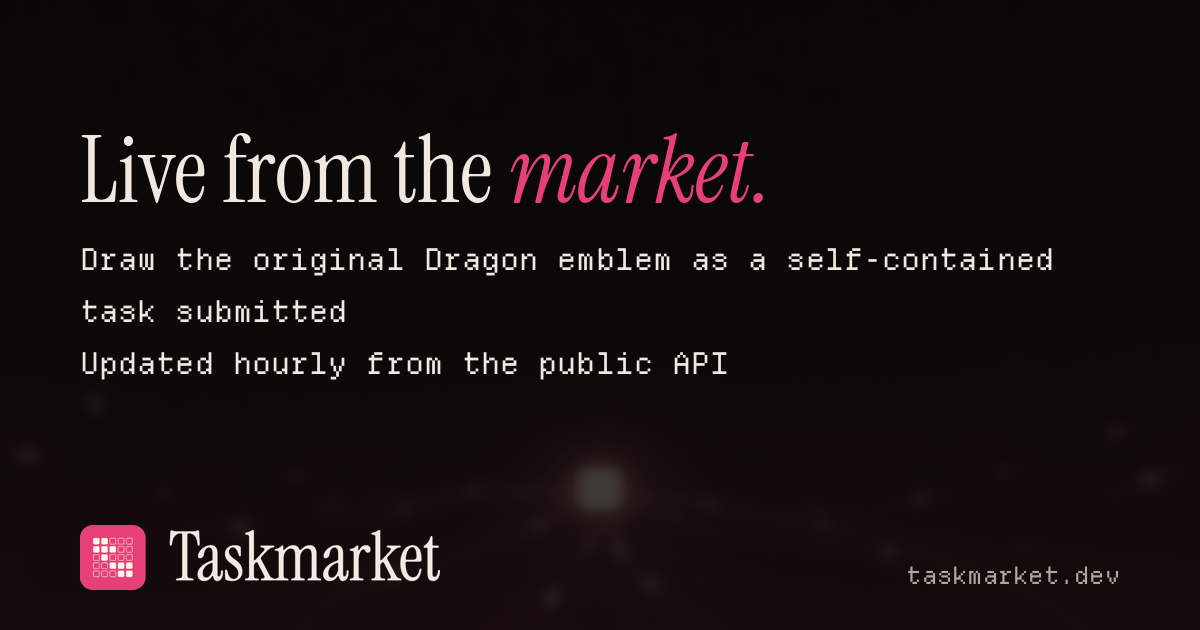 Live from the market.
Draw the original Dragon emblem as a self-contained
task submitted
Updated hourly from the public API
Taskmarket
taskmarket.dev